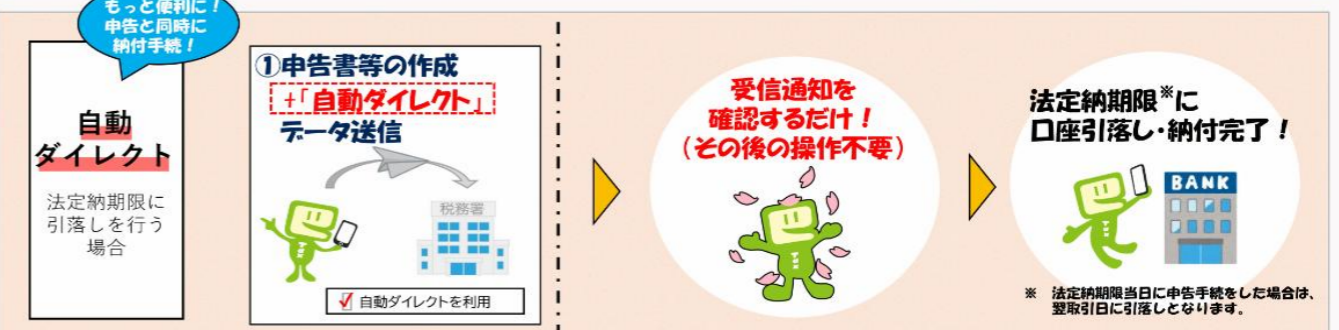 もっと便利に！
申告と同時に
納付手続！
自動
ダイレクト
法定納期限に
引落しを行う
場合
①申告書等の作成
+「自動ダイレクト」
データ送信
税務署
自動ダイレクトを利用
受信通知を
確認するだけ！
（その後の操作不要）
法定納期限※に
口座引落し・納付完了！
BANK
※ 法定納期限当日に申告手続をした場合は、
翌取引日に引落しとなります。